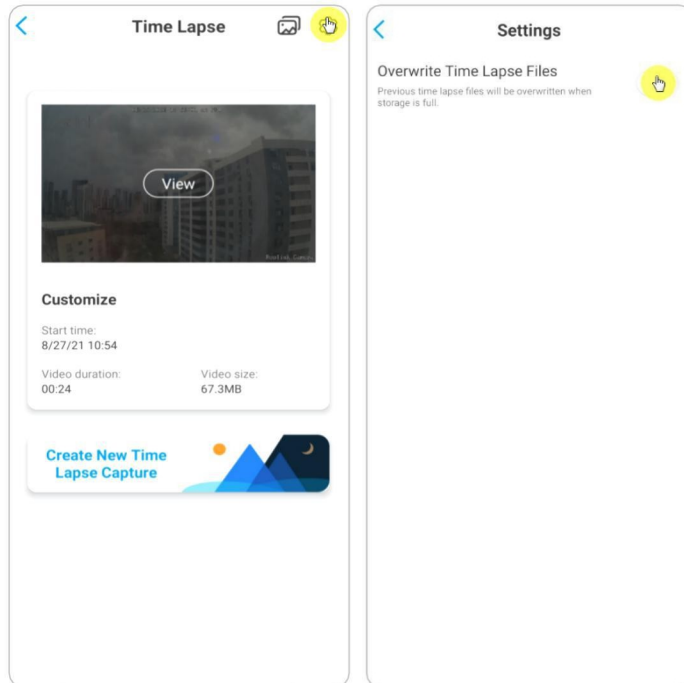 Time Lapse
View
Customize
Start time:
8/27/21 10:54
Video duration:
00:24
Video size:
67.3MB
Create New Time
Lapse Capture
Settings
Overwrite Time Lapse Files
Previous time lapse files will be overwritten when
storage is full.